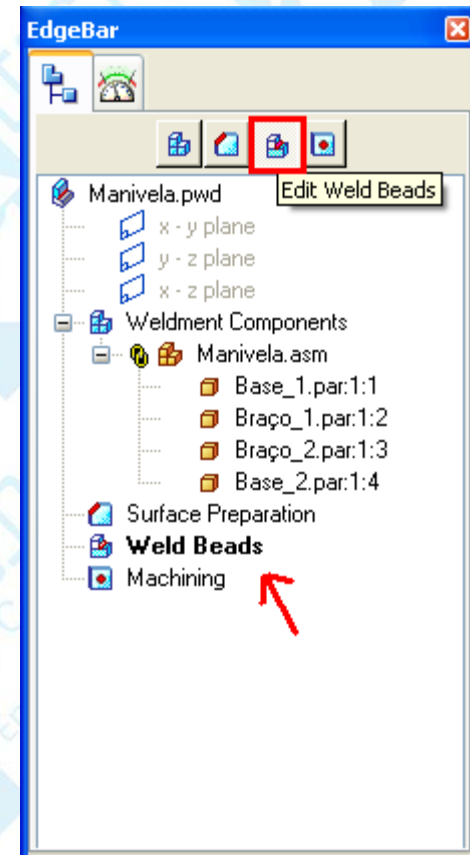 EdgeBar
Edit Weld Beads
Manivela.pwd
x - y plane
y - z plane
x - z plane
Weldment Components
Manivela.asm
Base_1.par:1:1
Braço_1.par:1:2
Braço_2.par:1:3
Base_2.par:1:4
Surface Preparation
Weld Beads
Machining